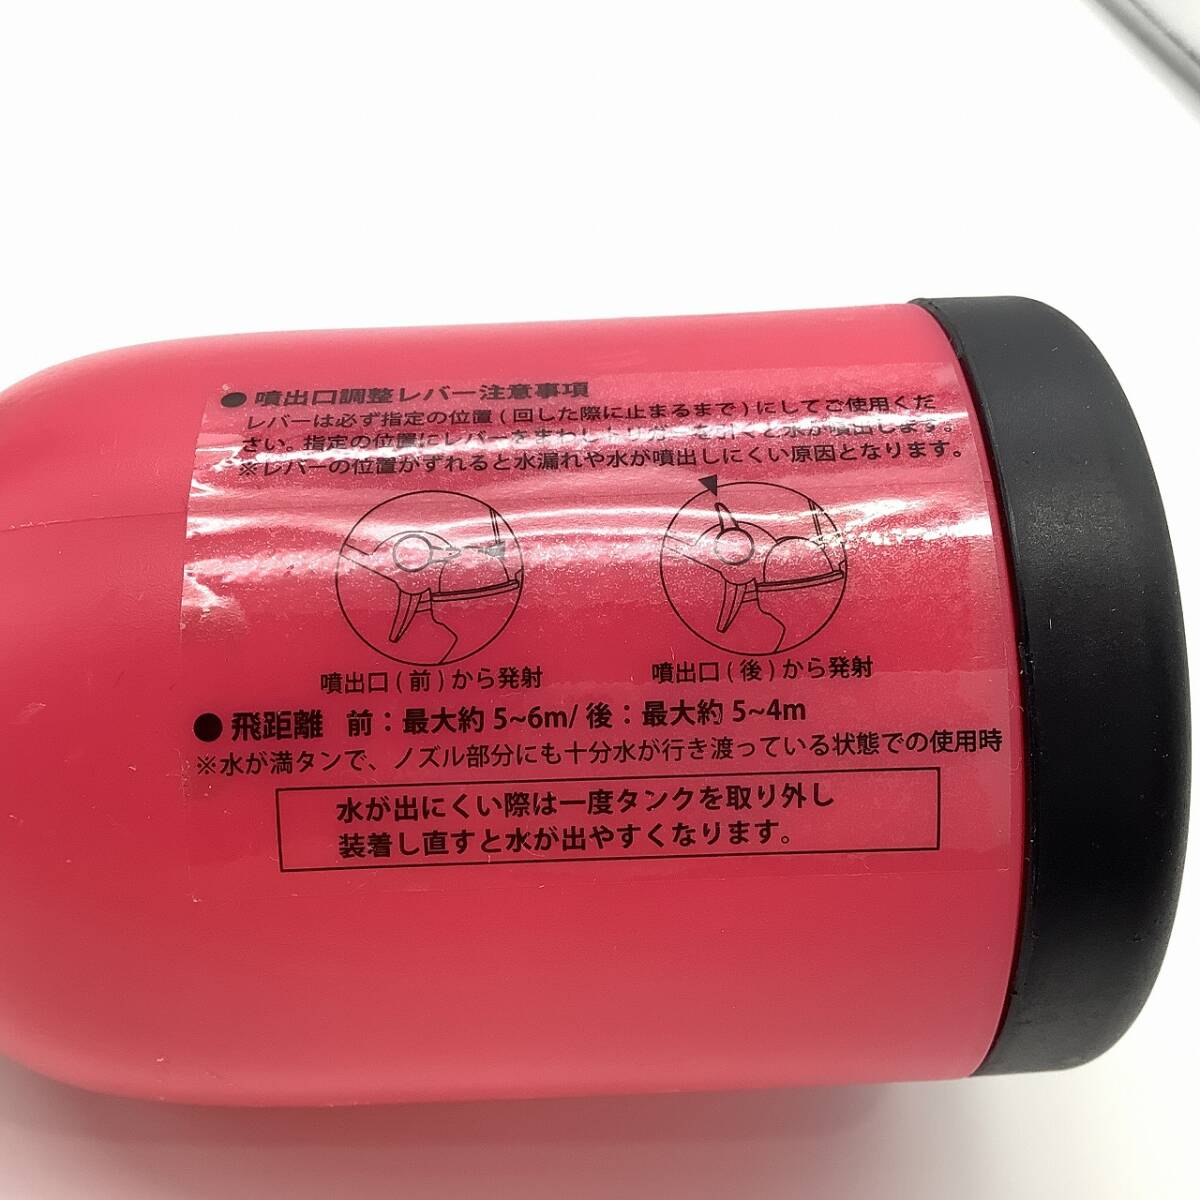 ● 噴出口調整レバー注意事項
レバーは必ず指定の位置(回した際に止まるまで)にしてご使用くだ
さい。指定の位置にレバーをまわしトリガーを引くと水が噴出します。
※レバーの位置がずれると水漏れや水が噴出しにくい原因となります。
噴出口(前)から発射
噴出口(後)から発射
● 飛距離 前：最大約 5~6m/ 後：最大約 5~4m
※水が満タンで、ノズル部分にも十分水が行き渡っている状態での使用時
水が出にくい際は一度タンクを取り外し
装着し直すと水が出やすくなります。